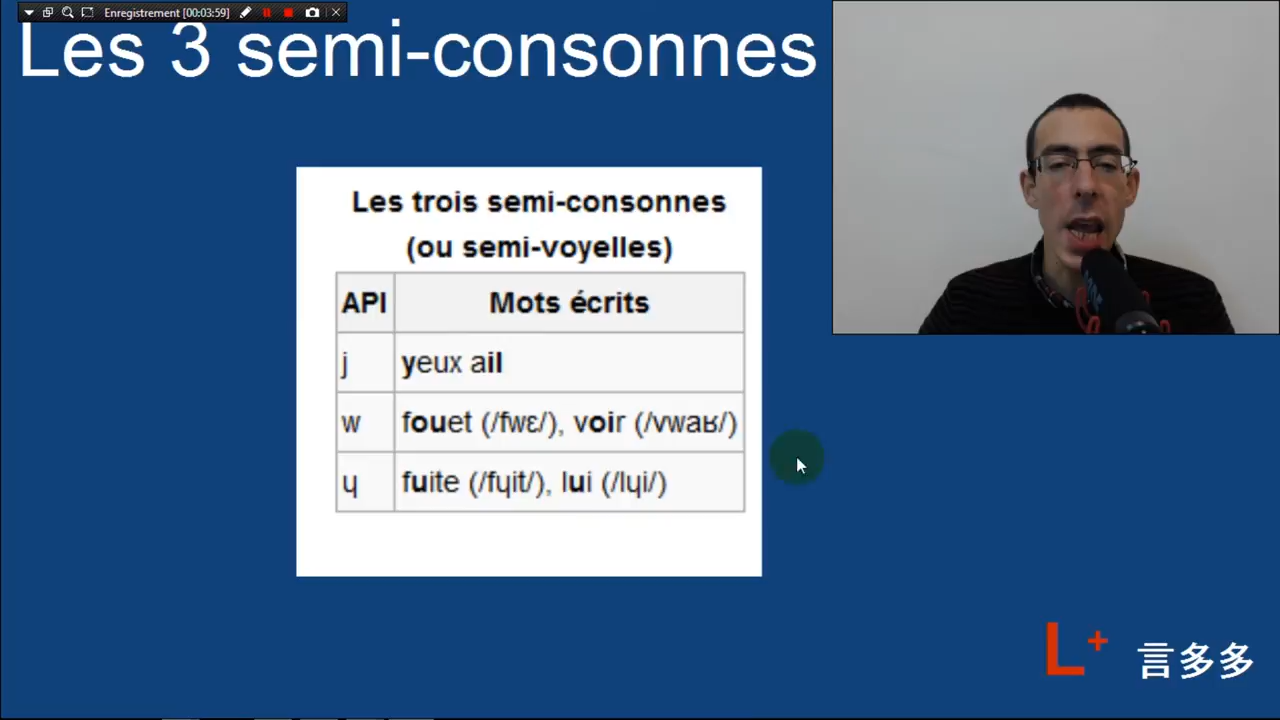 Enregistrement [00:03:59]
Les 3 semi-consonnes
Les trois semi-consonnes
(ou semi-voyelles)
API Mots écrits
j yeux ail
w fouet (/fwɛ/), voir (/vwaʁ/)
ɥ fuite (/fɥit/), lui (/lɥi/)
L+ 言多多